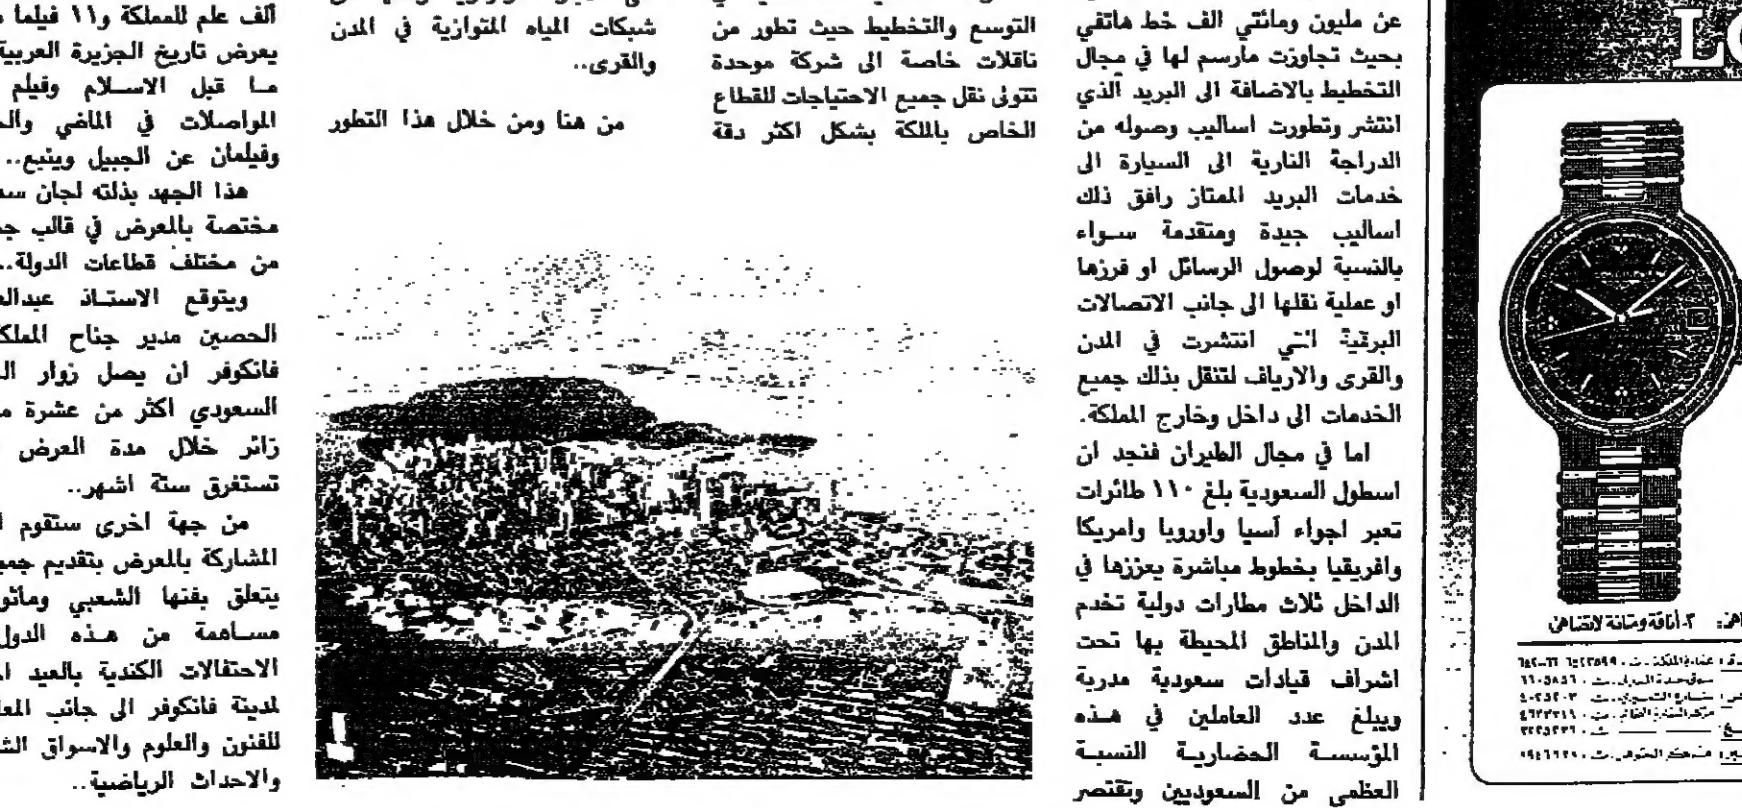 LO
عن مليون ومائتي الف خط هاتفي
بحيث تجاوزت مارسم لها في مجال
التخطيط بالاضافة الى البريد الذي
انتشر وتطورت اساليب وصوله من
الدراجة النارية الى السيارة الى
خدمات البريد الممتاز رافق ذلك
اساليب جيدة ومتقدمة سواء
بالنسبة لوصول الرسائل او فرزها
او عملية نقلها الى جانب الاتصالات
البرقية التي انتشرت في المدن
والقرى والارياف لتنقل بذلك جميع
الخدمات الى داخل وخارج المملكة.
اما في مجال الطيران فنجد ان
اسطول السعودية بلغ ١١٠ طائرات
تعبر اجواء آسيا واوروبا وامريكا
وافريقيا بخطوط مباشرة يعززها في
الداخل ثلاث مطارات دولية تخدم
المدن والمناطق المحيطة بها تحت
اشراف قيادات سعودية مدربة
ويبلغ عدد العاملين في هذه
المؤسسة الحضارية النسبة
العظمى من السعوديين وتقتصر
التوسع والتخطيط حيث تطور من
ناقلات خاصة الى شركة موحدة
تتولى نقل جميع الاحتياجات للقطاع
الخاص بالملكة بشكل اكثر دقة
شبكات المياه المتوازية في المدن
والقرى..
من هنا ومن خلال هذا التطور
ألف علم للمملكة و١١ فيلما
يعرض تاريخ الجزيرة العربية
ما قبل الاسلام وفيلم
المواصلات في الماضي
وفيلمان عن الجبيل وينبع..
هذا الجهد بذلته لجان
مختصة بالمعرض في قالب
من مختلف قطاعات الدولة..
ويتوقع الاستاذ
الحصين مدير جناح
فانكوفر ان يصل زوار
السعودي اكثر من عشرة
زائر خلال مدة العرض
تستغرق ستة اشهر..
من جهة اخرى ستقوم
المشاركة بالمعرض بتقديم
يتعلق بفنها الشعبي
مساهمة من هذه الدول
الاحتفالات الكندية بالعيد
لمدينة فانكوفر الى جانب
للفنون والعلوم والاسواق
والاحداث الرياضية..
٢- أناقة ومتانة لاتضاهى